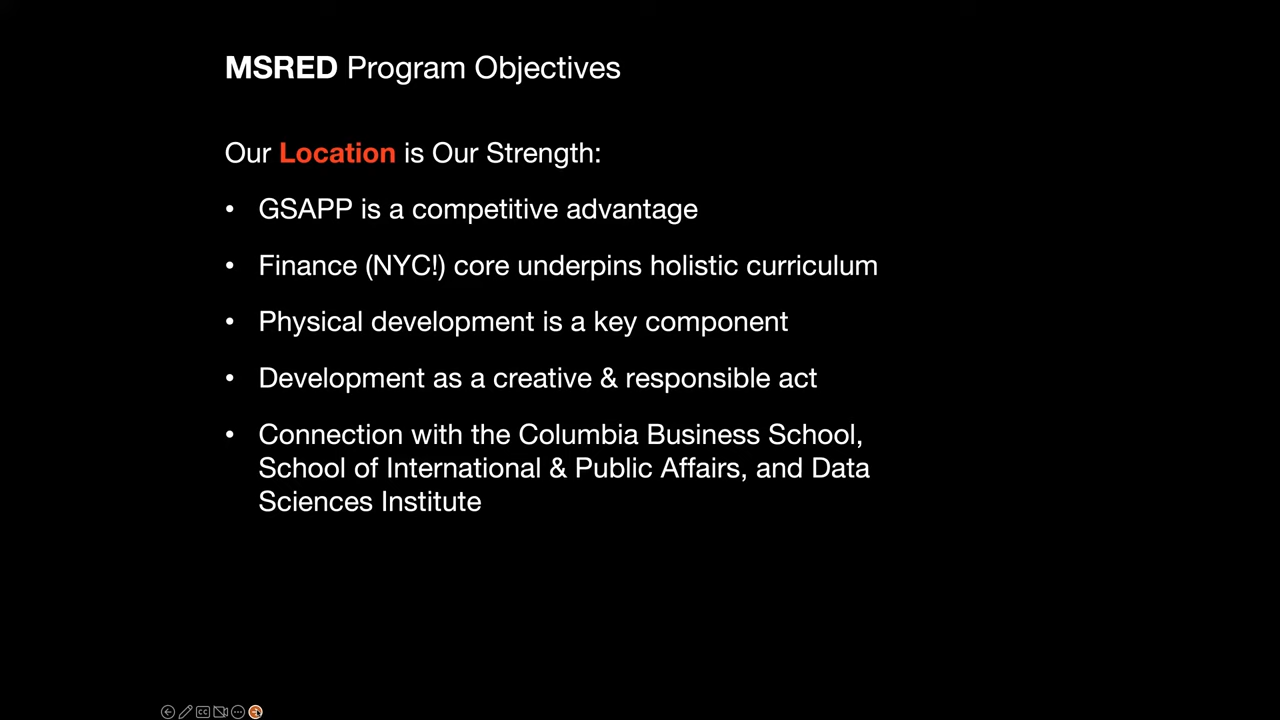 MSRED Program Objectives
Our Location is Our Strength:
• GSAPP is a competitive advantage
• Finance (NYC!) core underpins holistic curriculum
• Physical development is a key component
• Development as a creative & responsible act
• Connection with the Columbia Business School,
School of International & Public Affairs, and Data
Sciences Institute
CC